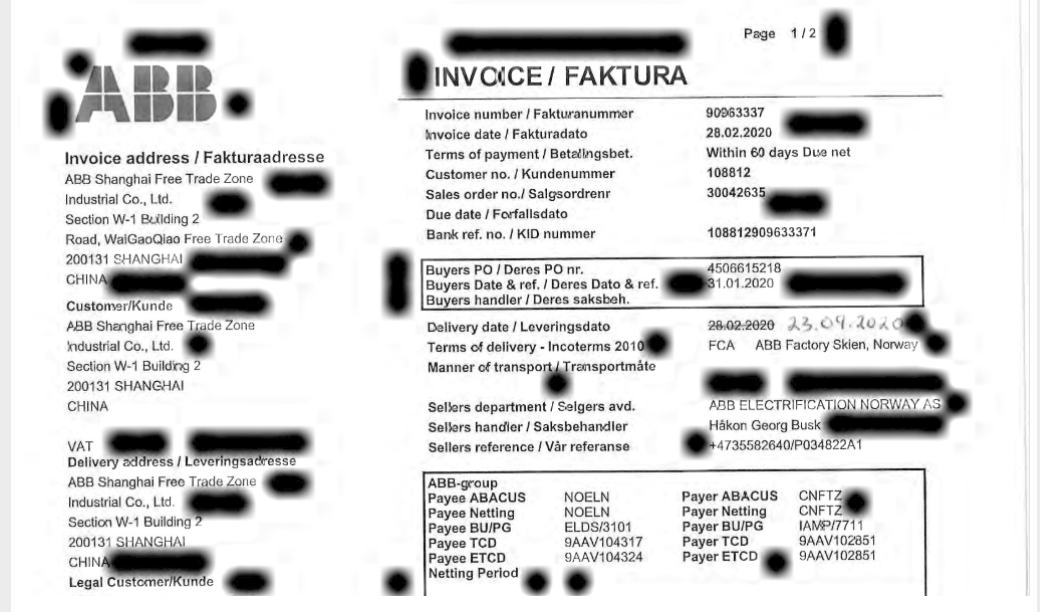 Page 1 / 2
ABB
INVOICE / FAKTURA
Invoice number / Fakturanummer 90963337
Invoice date / Fakturadato 28.02.2020
Terms of payment / Betalingsbet. Within 60 days Due net
Customer no. / Kundenummer 108812
Sales order no./ Salgsordrenr 30042635
Due date / Forfallsdato
Bank ref. no. / KID nummer 108812909633371
Invoice address / Fakturaadresse
ABB Shanghai Free Trade Zone
Industrial Co., Ltd.
Section W-1 Building 2
Road, WaiGaoQiao Free Trade Zone
200131 SHANGHAI
CHINA
Buyers PO / Deres PO nr. 4506615218
Buyers Date & ref. / Deres Dato & ref. 31.01.2020
Buyers handler / Deres saksbeh.
Customer/Kunde
ABB Shanghai Free Trade Zone
Industrial Co., Ltd.
Section W-1 Building 2
200131 SHANGHAI
CHINA
Delivery date / Leveringsdato 28.02.2020 23.04.2020
Terms of delivery - Incoterms 2010 FCA ABB Factory Skien, Norway
Manner of transport / Transportmåte
Sellers department / Selgers avd. ABB ELECTRIFICATION NORWAY AS
Sellers handler / Saksbehandler Håkon Georg Busk
Sellers reference / Vår referanse +4735582640/P034822A1
VAT
Delivery address / Leveringsadresse
ABB Shanghai Free Trade Zone
Industrial Co., Ltd.
Section W-1 Building 2
200131 SHANGHAI
CHINA
Legal Customer/Kunde
ABB-group
Payee ABACUS NOELN Payer ABACUS CNFTZ
Payee Netting NOELN Payer Netting CNFTZ
Payee BU/PG ELDS/3101 Payer BU/PG IAMP/7711
Payee TCD 9AAV104317 Payer TCD 9AAV102851
Payee ETCD 9AAV104324 Payer ETCD 9AAV102851
Netting Period